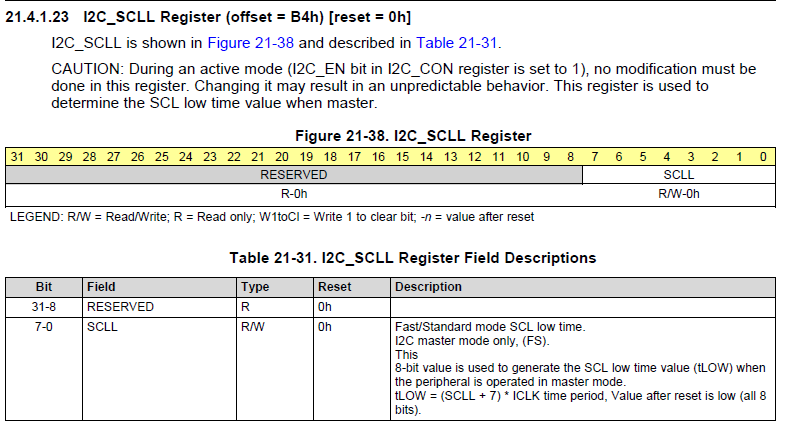 21.4.1.23 I2C_SCLL Register (offset = B4h) [reset = 0h]
I2C_SCLL is shown in Figure 21-38 and described in Table 21-31.
CAUTION: During an active mode (I2C_EN bit in I2C_CON register is set to 1), no modification must be
done in this register. Changing it may result in an unpredictable behavior. This register is used to
determine the SCL low time value when master.
Figure 21-38. I2C_SCLL Register
31 30 29 28 27 26 25 24 23 22 21 20 19 18 17 16 15 14 13 12 11 10 9 8 7 6 5 4 3 2 1 0
RESERVED SCLL
R-0h R/W-0h
LEGEND: R/W = Read/Write; R = Read only; W1toCl = Write 1 to clear bit; -n = value after reset
Table 21-31. I2C_SCLL Register Field Descriptions
Bit Field Type Reset Description
31-8 RESERVED R 0h
7-0 SCLL R/W 0h Fast/Standard mode SCL low time.
I2C master mode only, (FS).
This
8-bit value is used to generate the SCL low time value (tLOW) when
the peripheral is operated in master mode.
tLOW = (SCLL + 7) * ICLK time period, Value after reset is low (all 8
bits).